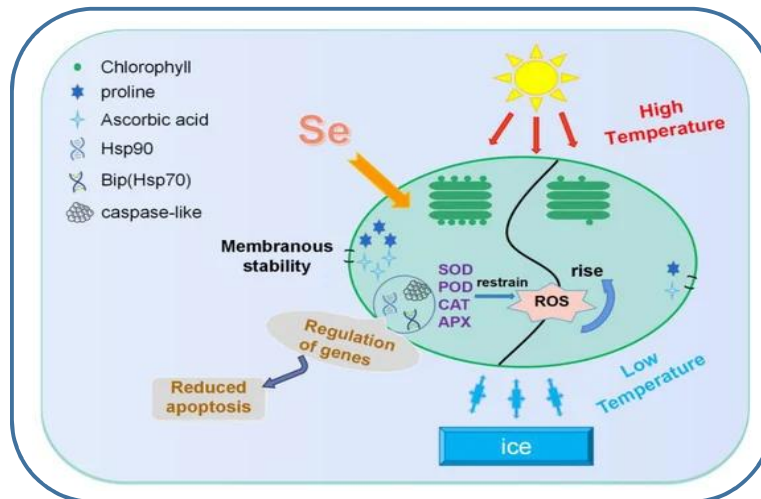 Chlorophyll
proline
Ascorbic acid
Hsp90
Bip(Hsp70)
caspase-like
Se
High
Temperature
Membranous
stability
SOD
POD
CAT
APX
restrain
ROS
rise
Regulation
of genes
Reduced
apoptosis
Low
Temperature
ice